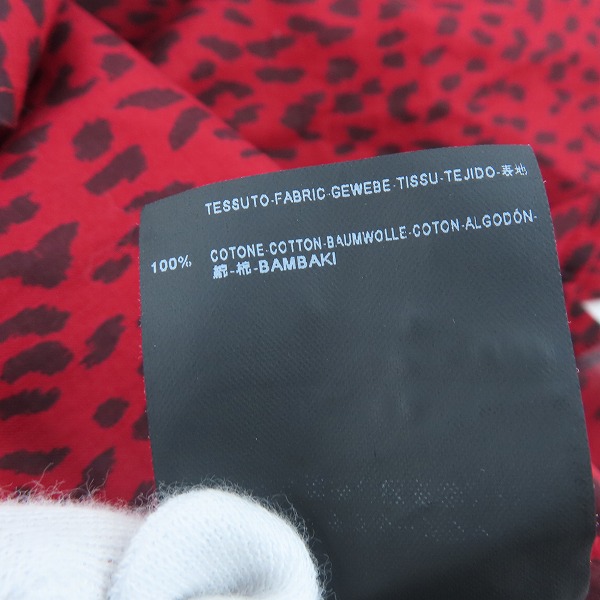 TESSUTO-FABRIC-GEWEBE-TISSU-TEJIDO-表地
100% COTONE-COTTON-BAUMWOLLE-COTON-ALGODÓN-
綿-棉-BAMBAKI